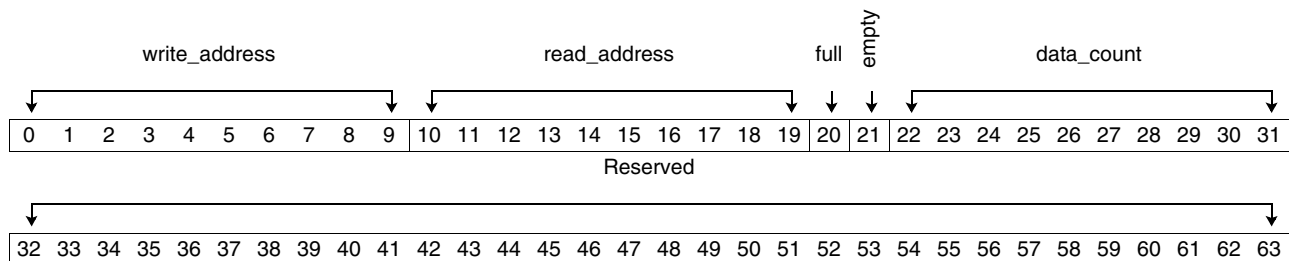 write_address read_address full empty data_count
0 1 2 3 4 5 6 7 8 9 10 11 12 13 14 15 16 17 18 19 20 21 22 23 24 25 26 27 28 29 30 31
Reserved
32 33 34 35 36 37 38 39 40 41 42 43 44 45 46 47 48 49 50 51 52 53 54 55 56 57 58 59 60 61 62 63